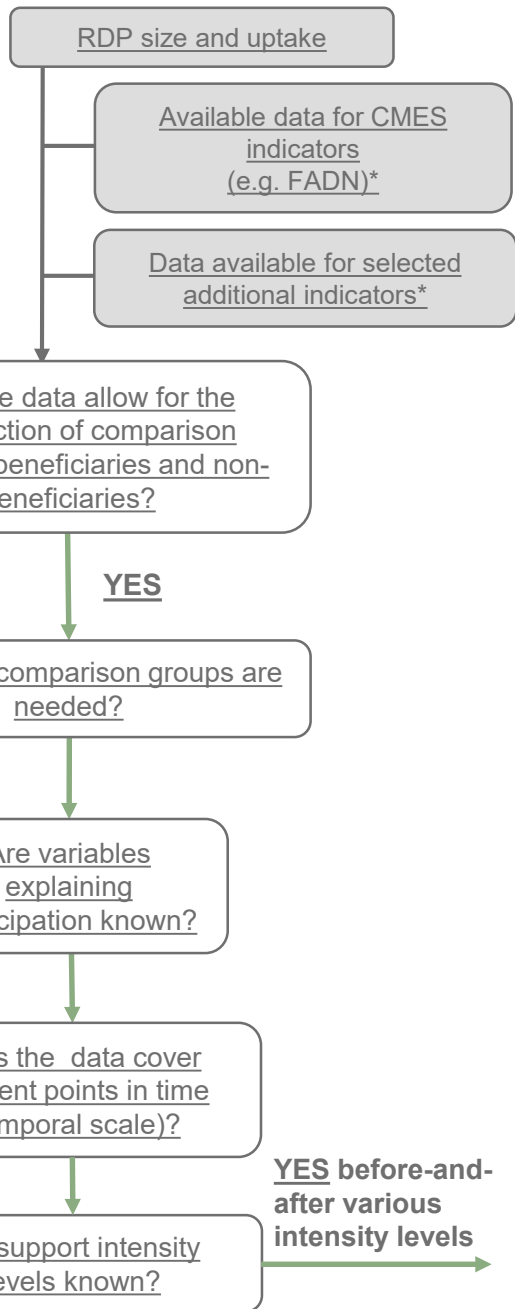 RDP size and uptake
Available data for CMES
indicators
(e.g. FADN)*
Data available for selected
additional indicators*
e data allow for the
ction of comparison
beneficiaries and non-
eneficiaries?
YES
comparison groups are
needed?
Are variables
explaining
cipation known?
s the data cover
ent points in time
mporal scale)?
YES before-and-
after various
intensity levels
support intensity
evels known?